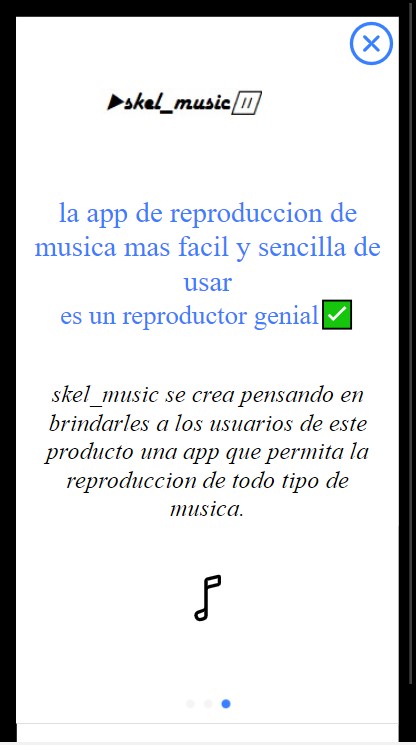 skel_music
la app de reproduccion de
musica mas facil y sencilla de
usar
es un reproductor genial
skel_music se crea pensando en
brindarles a los usuarios de este
producto una app que permita la
reproduccion de todo tipo de
musica.